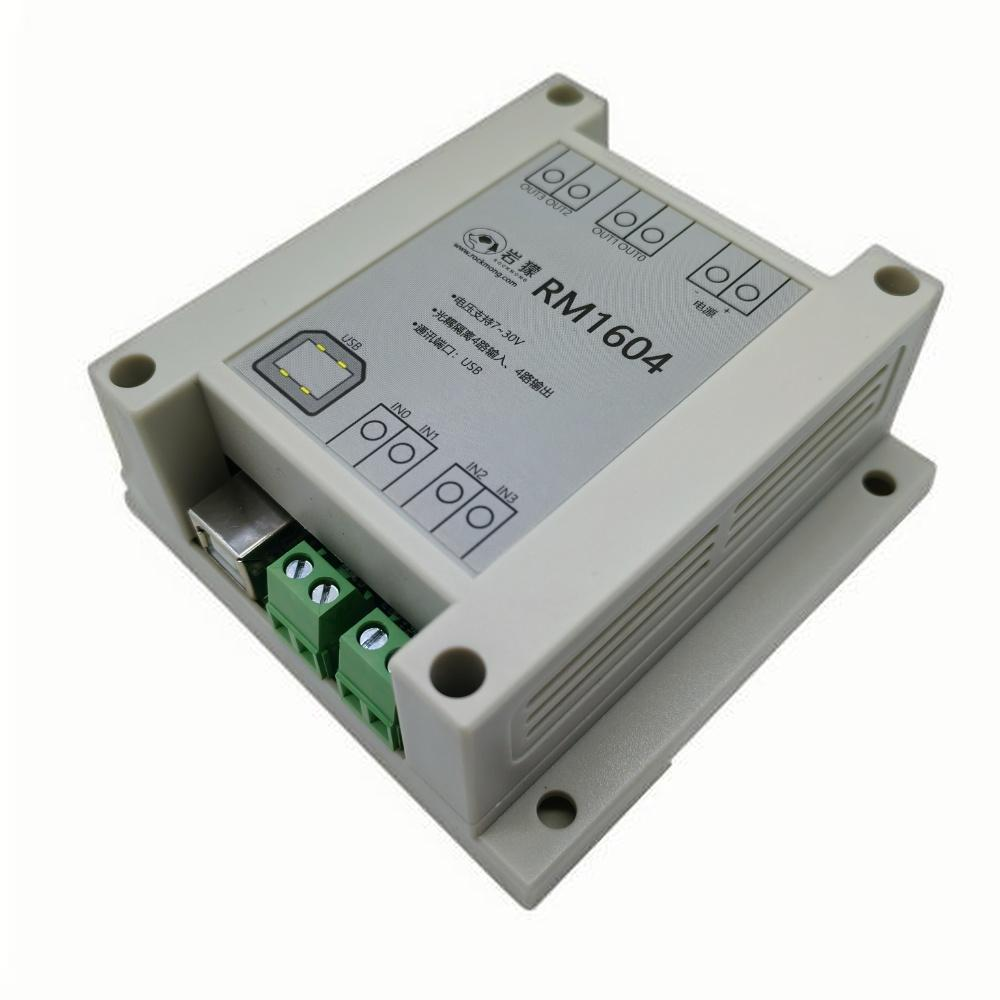 OUT3 OUT2
OUT1 OUT0
- 电源 +
岩獴
ROCKMONG
www.rockmong.com
RM1604
•电压支持7~30V
•光耦隔离4路输入、4路输出
•通讯端口：USB
USB
IN0 IN1
IN2 IN3